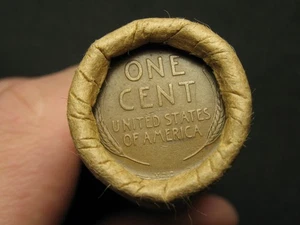 ONE
CENT
UNITED STATES
OF AMERICA